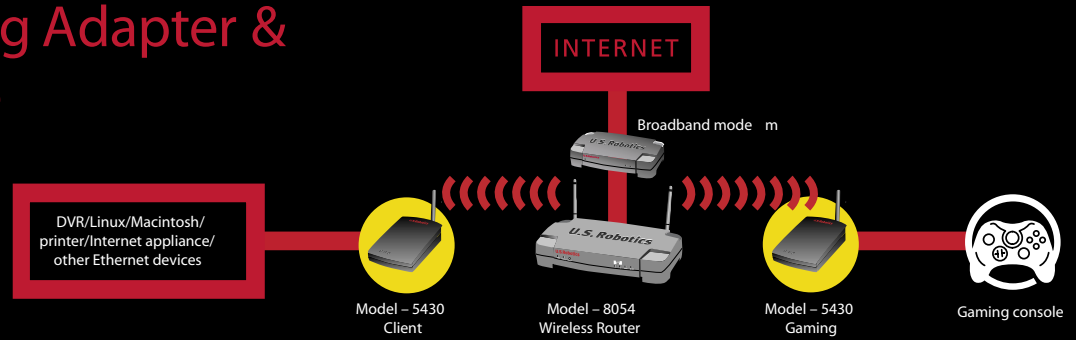 g Adapter &
INTERNET
Broadband mode m
U.S. Robotics
DVR/Linux/Macintosh/
printer/Internet appliance/
other Ethernet devices
U.S. Robotics
Model – 5430
Client
Model – 8054
Wireless Router
Model – 5430
Gaming
Gaming console